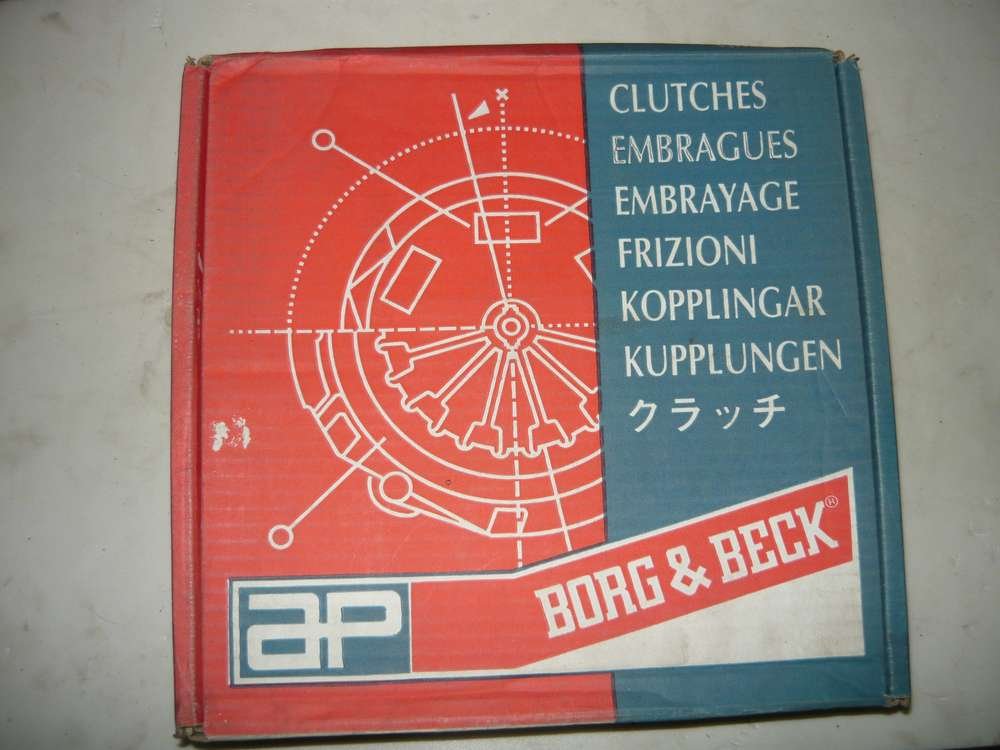 CLUTCHES
EMBRAGUES
EMBRAYAGE
FRIZIONI
KOPPLINGAR
KUPPLUNGEN
クラッチ
BORG & BECK®
ap